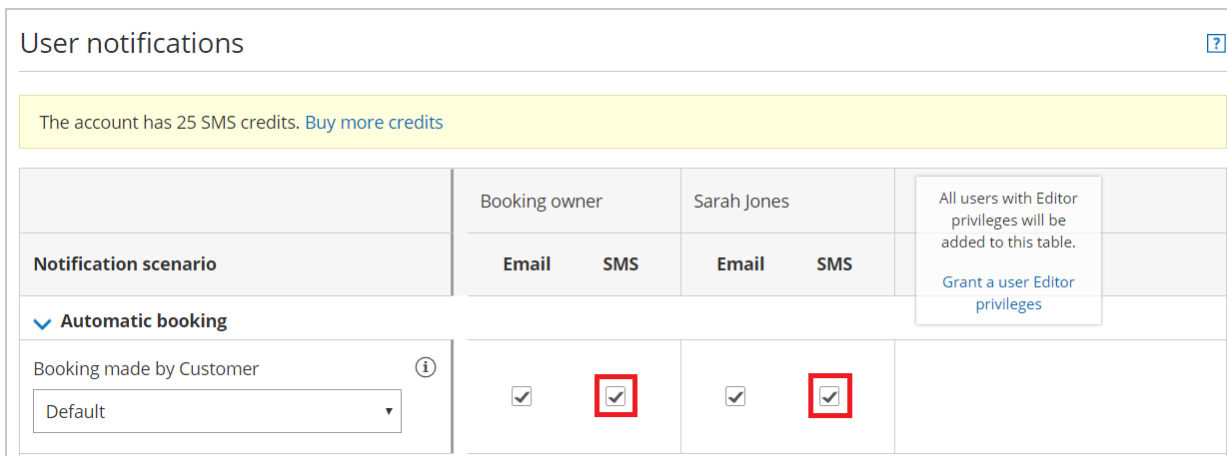 User notifications
?
The account has 25 SMS credits. Buy more credits
Booking owner
Sarah Jones
All users with Editor
privileges will be
added to this table.
Grant a user Editor
privileges
Notification scenario
Email SMS
Email SMS
Automatic booking
Booking made by Customer
i
Default